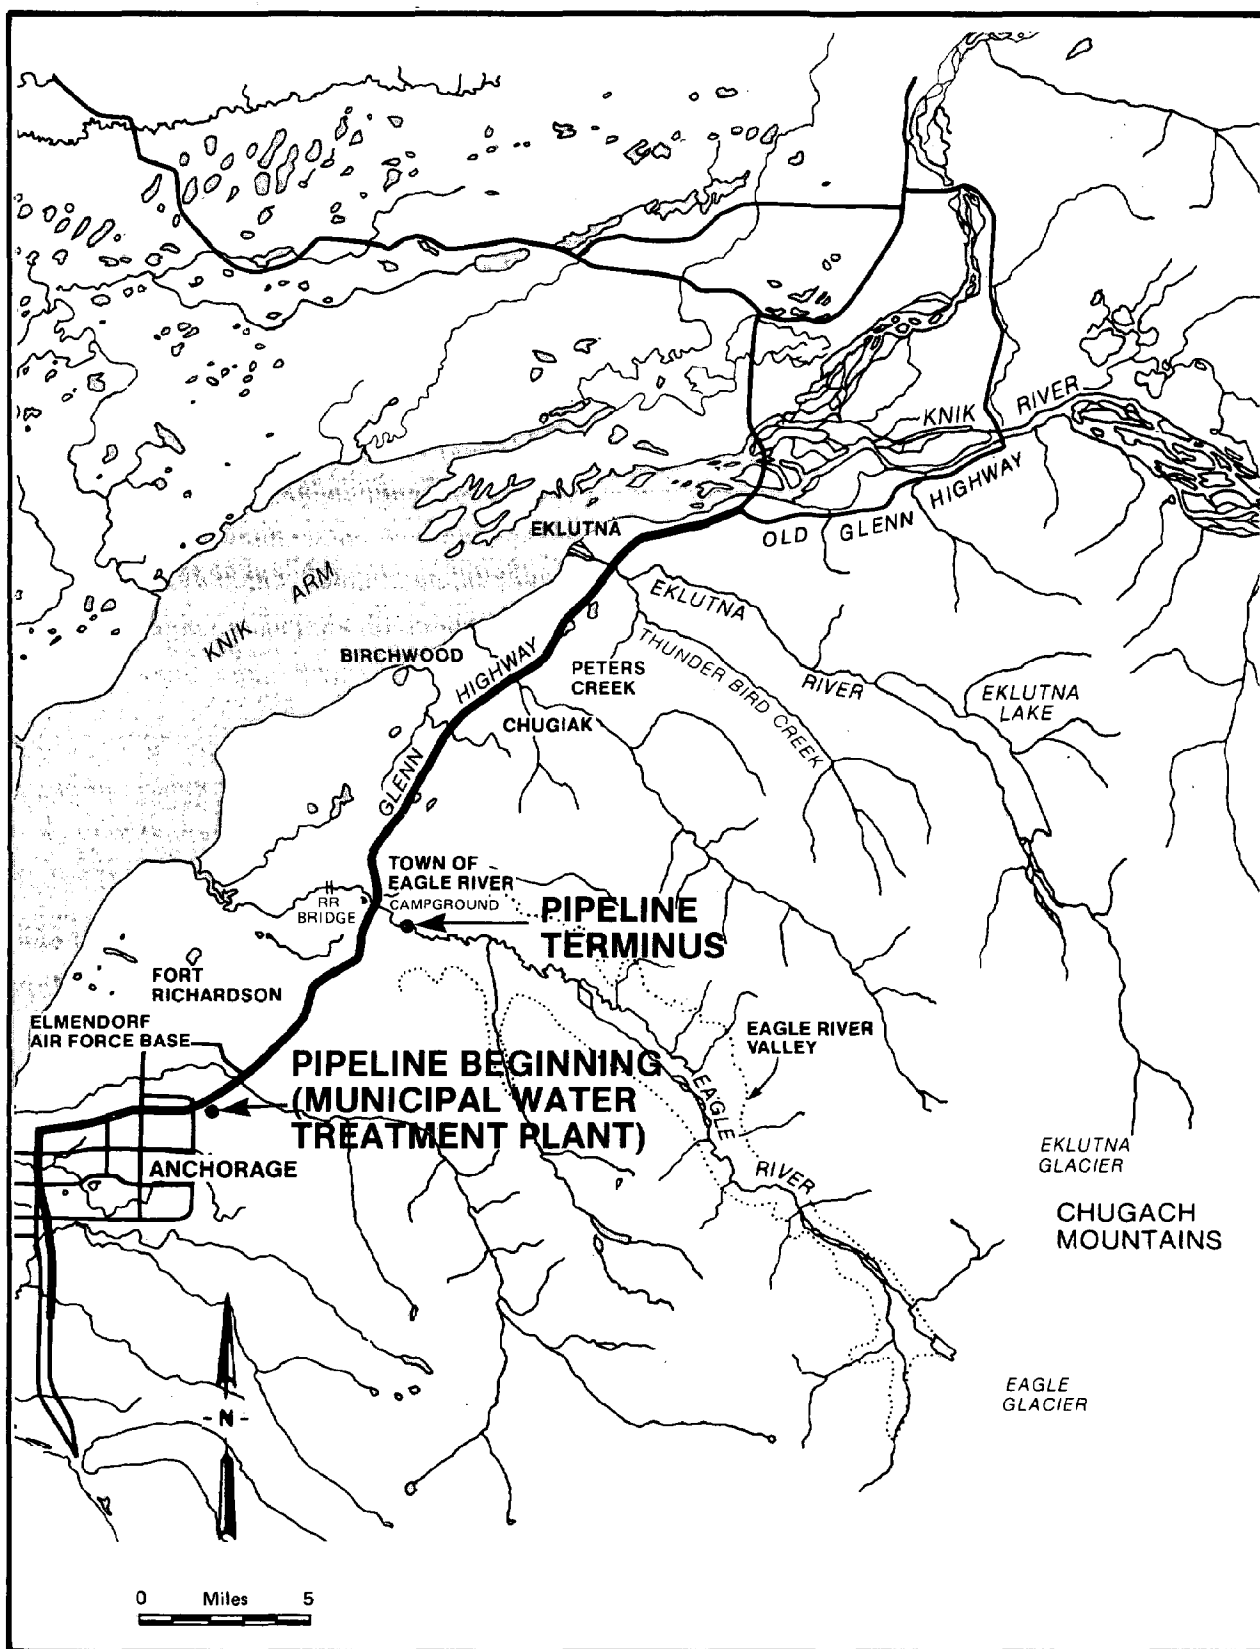 KNIK
RIVER
OLD GLENN HIGHWAY
EKLUTNA
KNIK ARM
EKLUTNA
RIVER
BIRCHWOOD
GLENN HIGHWAY
PETERS
CREEK
THUNDER BIRD CREEK
EKLUTNA
LAKE
CHUGIAK
TOWN OF
EAGLE RIVER
CAMPGROUND
RR
BRIDGE
PIPELINE
TERMINUS
FORT
RICHARDSON
ELMENDORF
AIR FORCE BASE
EAGLE RIVER
VALLEY
PIPELINE BEGINNING
(MUNICIPAL WATER
TREATMENT PLANT)
EAGLE
RIVER
ANCHORAGE
EKLUTNA
GLACIER
CHUGACH
MOUNTAINS
EAGLE
GLACIER
-N-
0 Miles 5